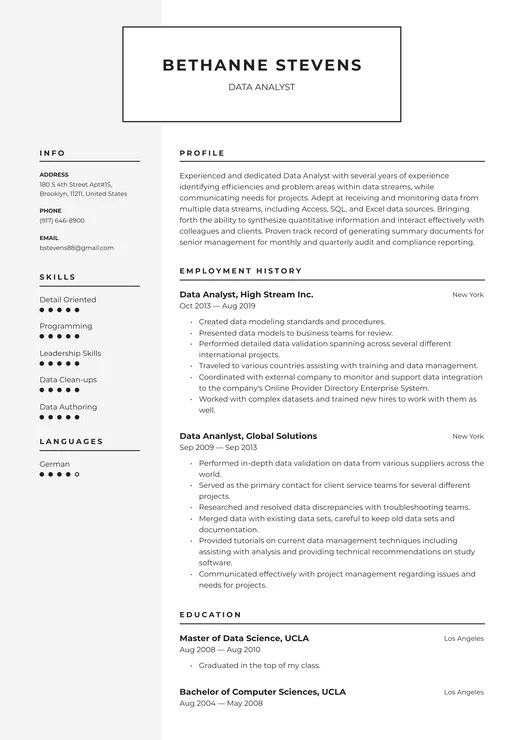 BETHANNE STEVENS
DATA ANALYST
INFO
ADDRESS
180 S 4th Street Apt#15,
Brooklyn, 11211, United States
PHONE
(917) 646-8900
EMAIL
bstevens88@gmail.com
SKILLS
Detail Oriented
Programming
Leadership Skills
Data Clean-ups
Data Authoring
LANGUAGES
German
PROFILE
Experienced and dedicated Data Analyst with several years of experience
identifying efficiencies and problem areas within data streams, while
communicating needs for projects. Adept at receiving and monitoring data from
multiple data streams, including Access, SQL, and Excel data sources. Bringing
forth the ability to synthesize quantitative information and interact effectively with
colleagues and clients. Proven track record of generating summary documents for
senior management for monthly and quarterly audit and compliance reporting.
EMPLOYMENT HISTORY
Data Analyst, High Stream Inc. New York
Oct 2013 — Aug 2019
• Created data modeling standards and procedures.
• Presented data models to business teams for review.
• Performed detailed data validation spanning across several different
international projects.
• Traveled to various countries assisting with training and data management.
• Coordinated with external company to monitor and support data integration
to the company's Online Provider Directory Enterprise System.
• Worked with complex datasets and trained new hires to work with them as
well.
Data Ananlyst, Global Solutions New York
Sep 2009 — Sep 2013
• Performed in-depth data validation on data from various suppliers across the
world.
• Served as the primary contact for client service teams for several different
projects.
• Researched and resolved data discrepancies with troubleshooting teams.
• Merged data with existing data sets, careful to keep old data sets and
documentation.
• Provided tutorials on current data management techniques including
assisting with analysis and providing technical recommendations on study
software.
• Communicated effectively with project management regarding issues and
needs for projects.
EDUCATION
Master of Data Science, UCLA Los Angeles
Aug 2008 — Aug 2010
• Graduated in the top of my class.
Bachelor of Computer Sciences, UCLA Los Angeles
Aug 2004 — May 2008